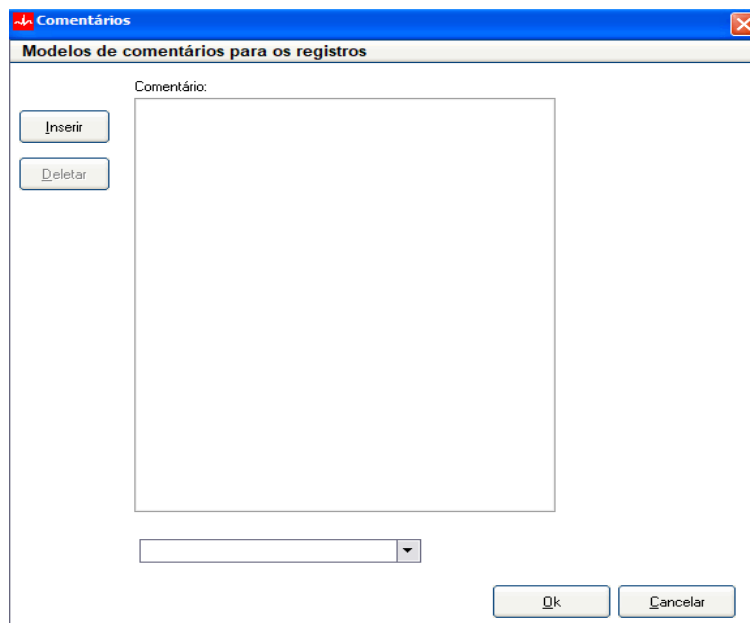 Comentários
Modelos de comentários para os registros
Comentário:
Inserir
Deletar
Ok
Cancelar